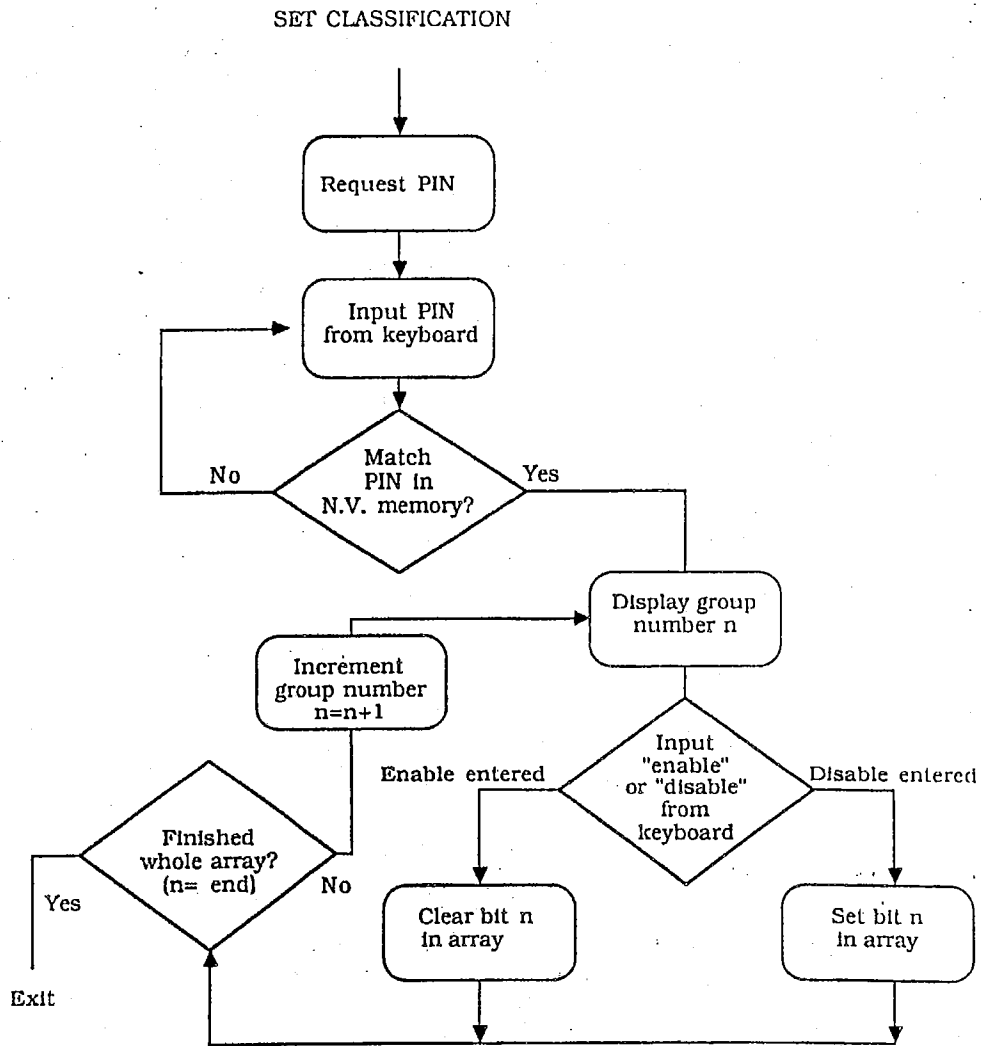 SET CLASSIFICATION
Request PIN
Input PIN
from keyboard
Match
PIN in
N.V. memory?
No
Yes
Display group
number n
Increment
group number
n=n+1
Input
"enable"
or "disable"
from
keyboard
Enable entered
Disable entered
Finished
whole array?
(n= end)
No
Yes
Clear bit n
in array
Set bit n
in array
Exit